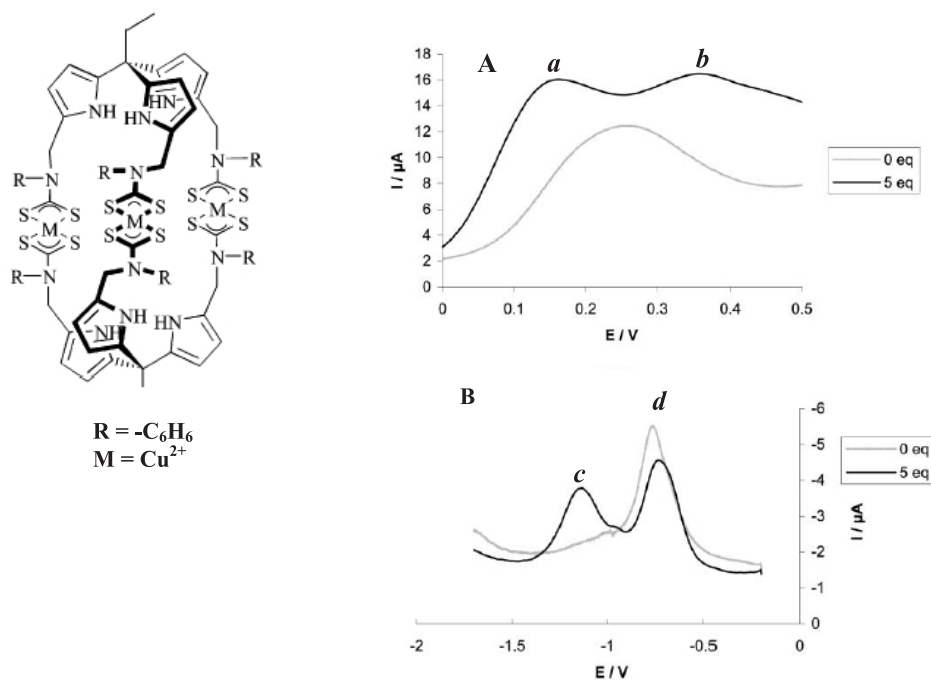 HN
NH
HN
R N N R
R N
S S S S S S
M M M
S S S S S S
R N N R N R
NH HN NH
R = -C₆H₆
M = Cu²⁺
A
a
b
I / µA
18
16
14
12
10
8
6
4
2
0
0 0.1 0.2 0.3 0.4 0.5
E / V
0 eq
5 eq
B
c
d
-6
-5
-4
-3
-2
-1
0
I / µA
-2 -1.5 -1 -0.5 0
E / V
0 eq
5 eq